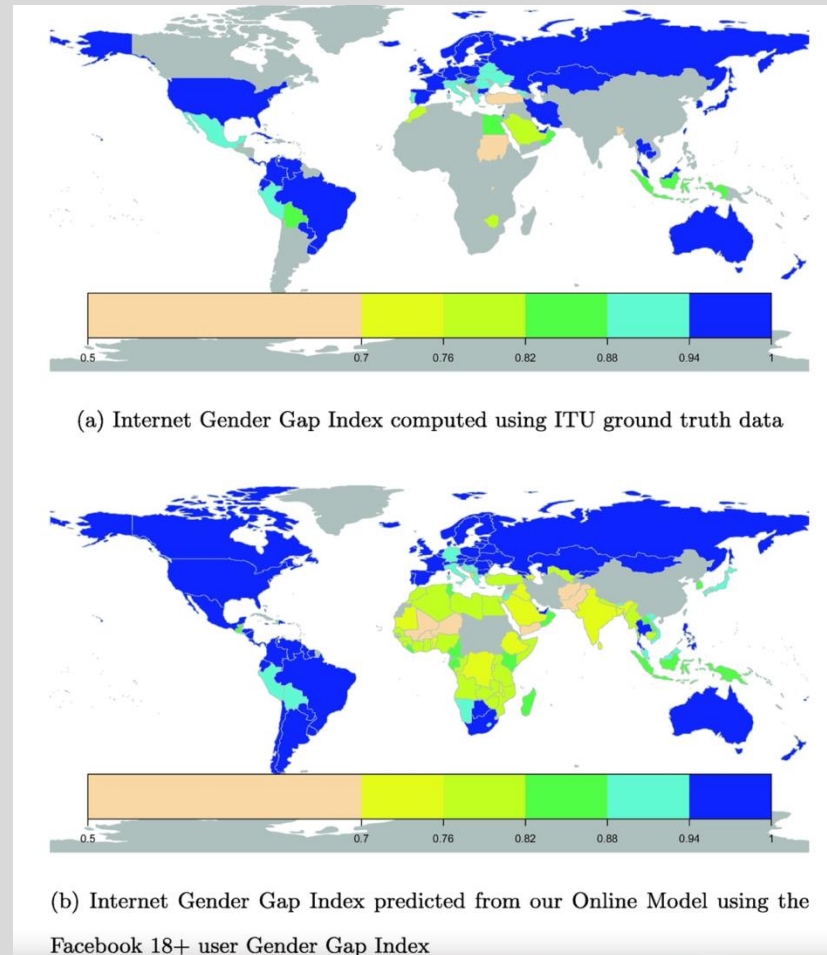 0.5 0.7 0.76 0.82 0.88 0.94 1
(a) Internet Gender Gap Index computed using ITU ground truth data
0.5 0.7 0.76 0.82 0.88 0.94 1
(b) Internet Gender Gap Index predicted from our Online Model using the
Facebook 18+ user Gender Gap Index